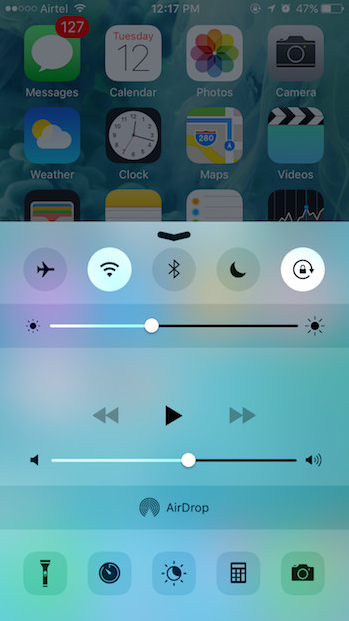 Airtel 12:17 PM 47%
127
Tuesday
12
280
Messages Calendar Photos Camera
Weather Clock Maps Videos
AirDrop